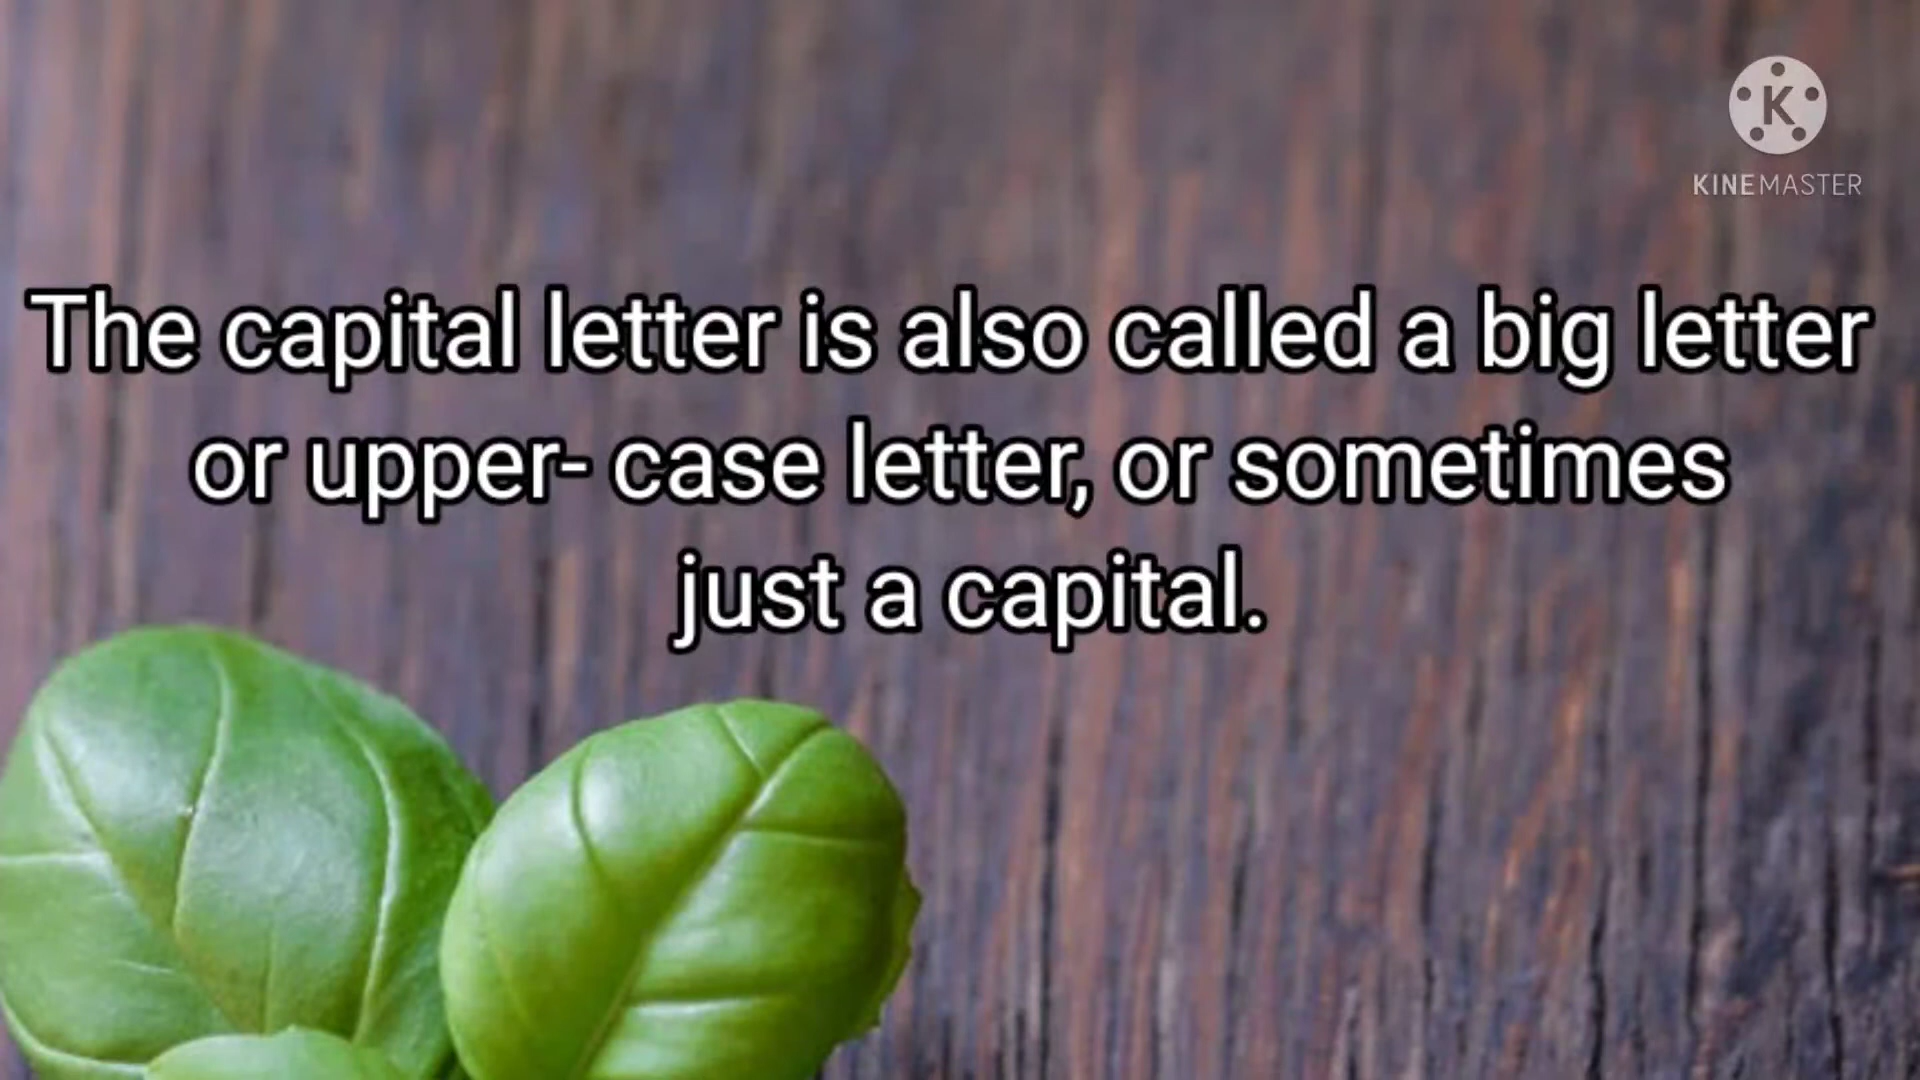 K
KINEMASTER
The capital letter is also called a big letter
or upper- case letter, or sometimes
just a capital.